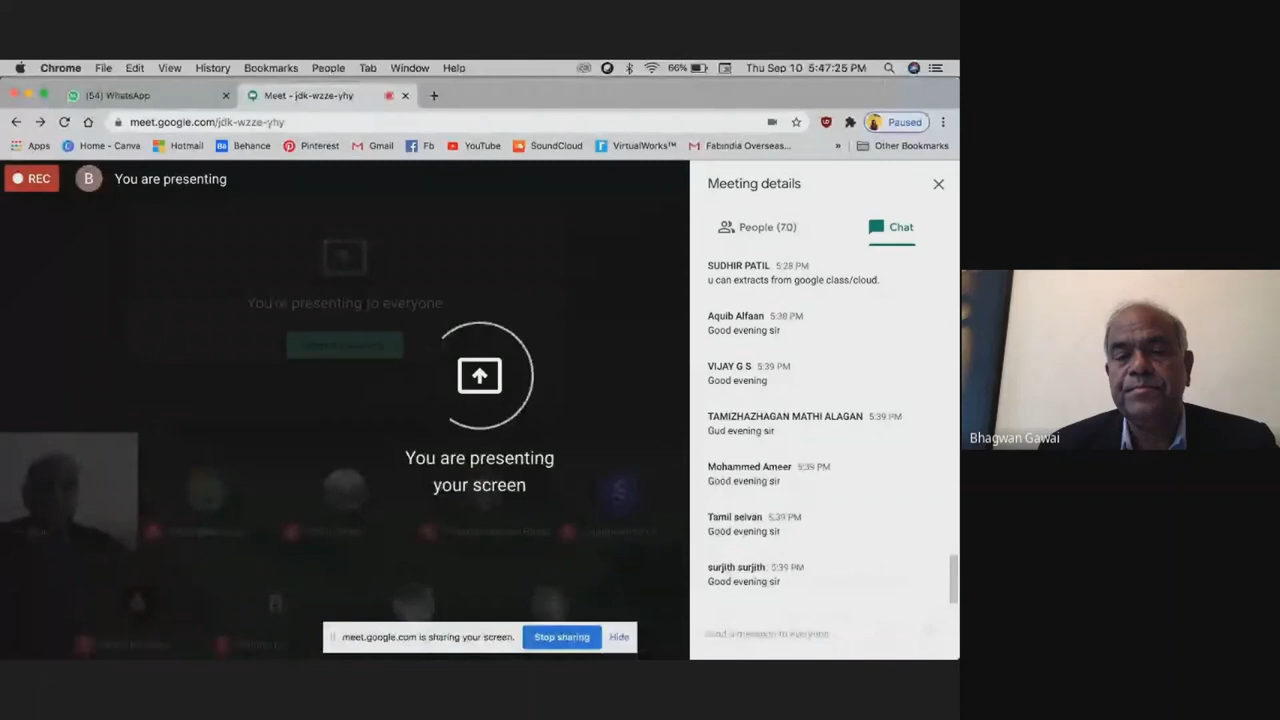 Chrome File Edit View History Bookmarks People Tab Window Help 66% Thu Sep 10 5:47:25 PM
(54) WhatsApp Meet - jdk-wzze-yhy
meet.google.com/jdk-wzze-yhy Paused
Apps Home - Canva Hotmail Behance Pinterest Gmail Fb YouTube SoundCloud VirtualWorks™ Fabindia Overseas... » Other Bookmarks
REC B You are presenting
Meeting details
People (70) Chat
SUDHIR PATIL 5:28 PM
u can extracts from google class/cloud.
You're presenting to everyone
Aquib Alfaan 5:38 PM
Good evening sir
VIJAY G S 5:39 PM
Good evening
TAMIZHAZHAGAN MATHI ALAGAN 5:39 PM
Gud evening sir
You are presenting
your screen
Mohammed Ameer 5:39 PM
Good evening sir
Tamil selvan 5:39 PM
Good evening sir
surjith surjith 5:39 PM
Good evening sir
meet.google.com is sharing your screen. Stop sharing Hide
Send a message to everyone
Bhagwan Gawai